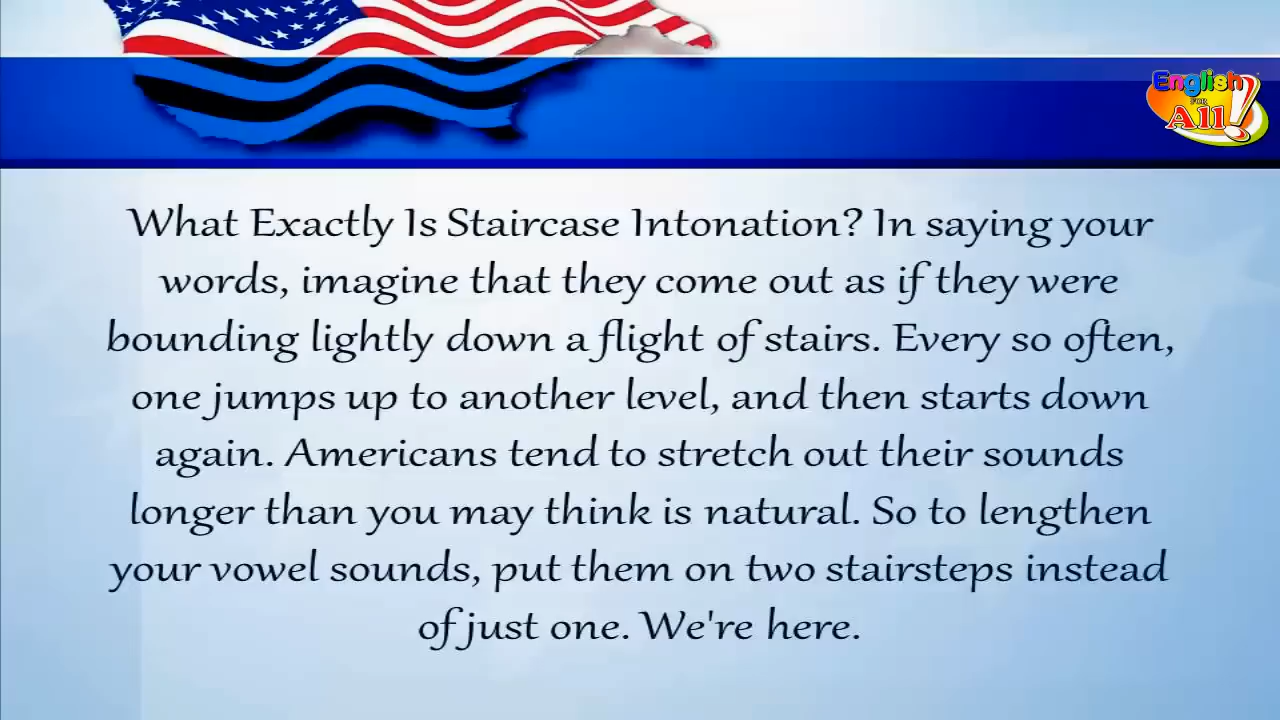 English
FOR
All!
What Exactly Is Staircase Intonation? In saying your
words, imagine that they come out as if they were
bounding lightly down a flight of stairs. Every so often,
one jumps up to another level, and then starts down
again. Americans tend to stretch out their sounds
longer than you may think is natural. So to lengthen
your vowel sounds, put them on two stairsteps instead
of just one. We're here.